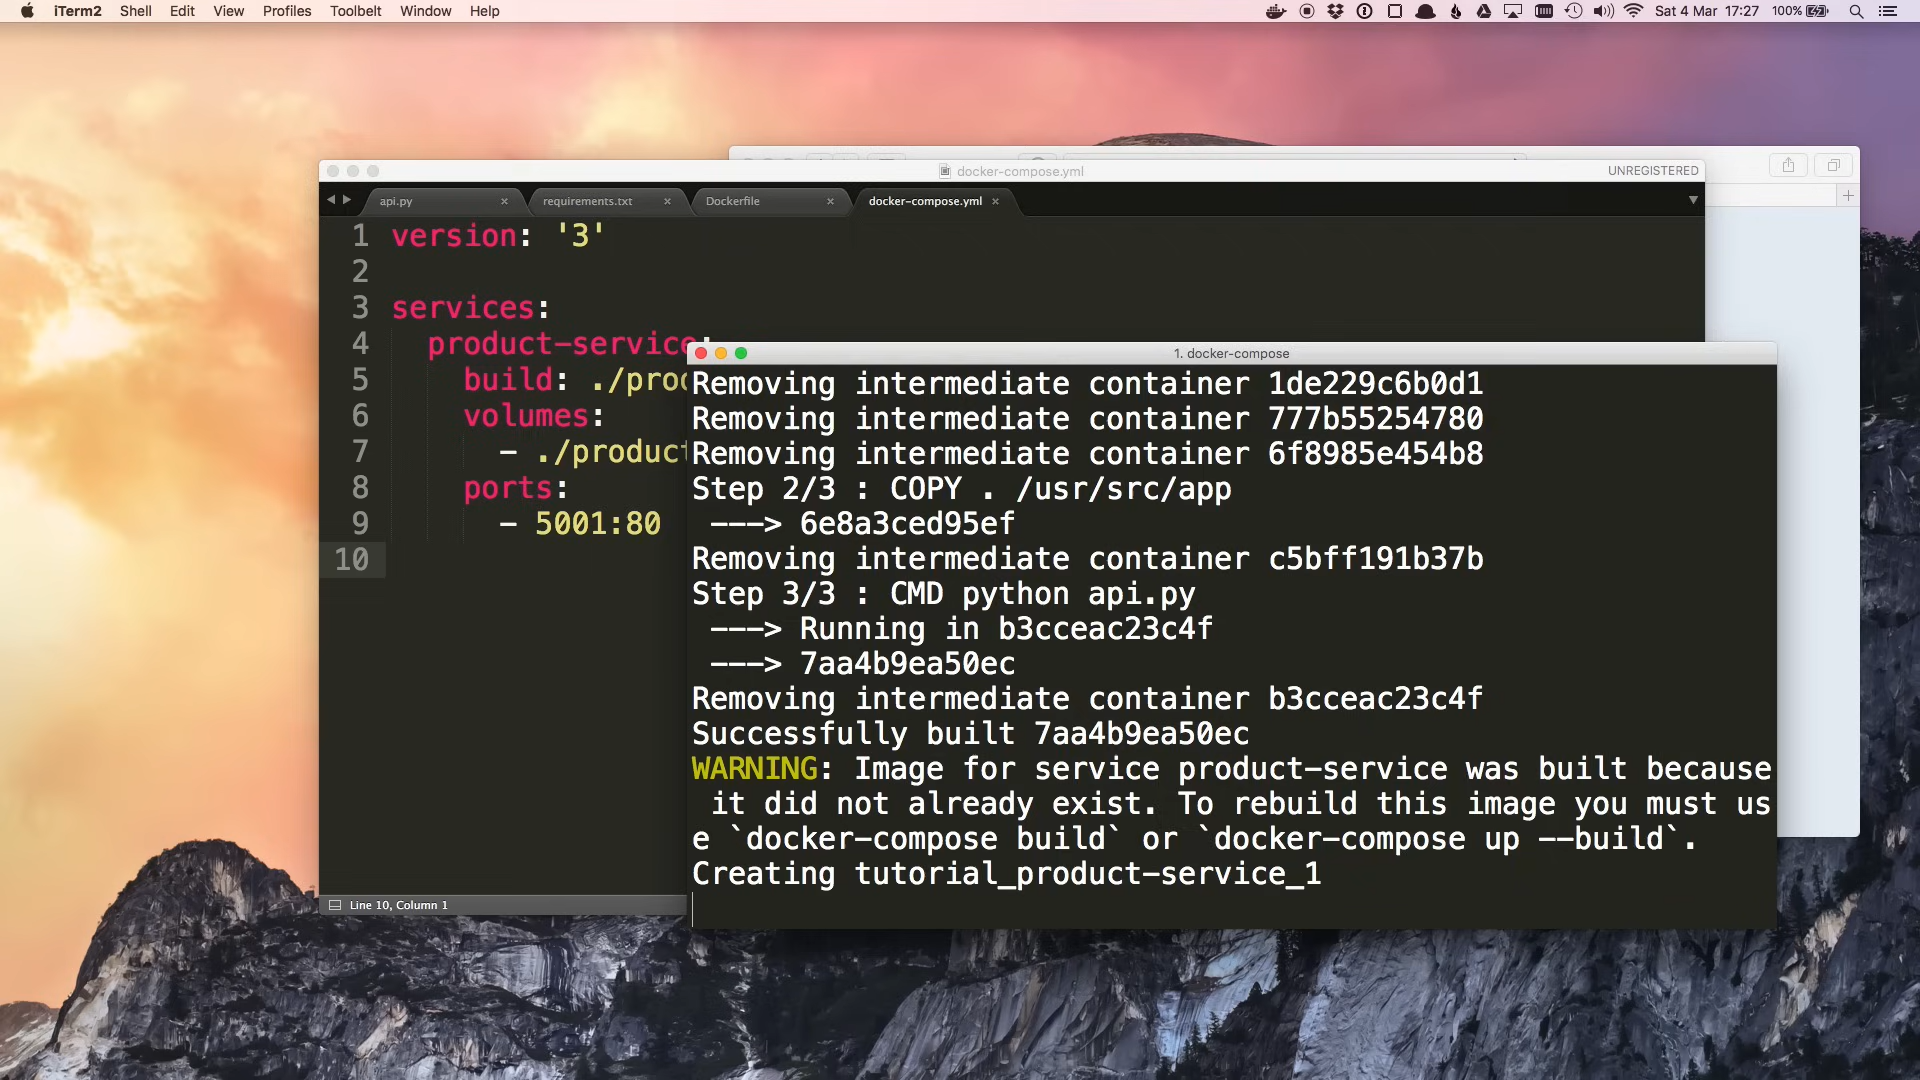 iTerm2 Shell Edit View Profiles Toolbelt Window Help
Sat 4 Mar 17:27 100%
docker-compose.yml
UNREGISTERED
api.py requirements.txt Dockerfile docker-compose.yml
1 version: '3'
2
3 services:
4 product-service:
5 build: ./prod
6 volumes:
7 - ./product
8 ports:
9 - 5001:80
10
Line 10, Column 1
1. docker-compose
Removing intermediate container 1de229c6b0d1
Removing intermediate container 777b55254780
Removing intermediate container 6f8985e454b8
Step 2/3 : COPY . /usr/src/app
---> 6e8a3ced95ef
Removing intermediate container c5bff191b37b
Step 3/3 : CMD python api.py
---> Running in b3cceac23c4f
---> 7aa4b9ea50ec
Removing intermediate container b3cceac23c4f
Successfully built 7aa4b9ea50ec
WARNING: Image for service product-service was built because
it did not already exist. To rebuild this image you must us
e `docker-compose build` or `docker-compose up --build`.
Creating tutorial_product-service_1